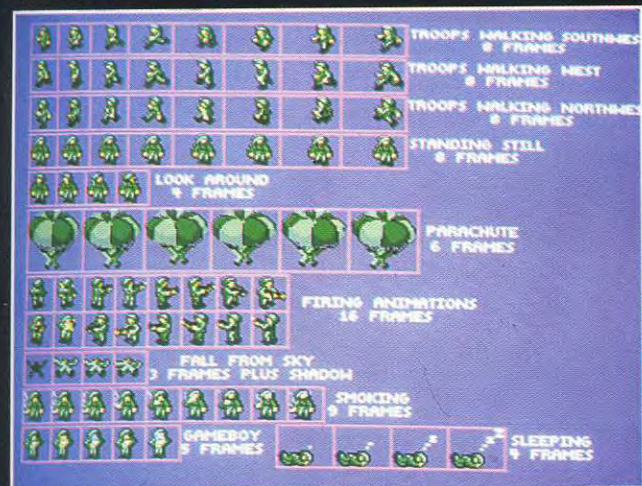 TROOPS WALKING SOUTHWES
8 FRAMES
TROOPS WALKING WEST
8 FRAMES
TROOPS WALKING NORTHWES
8 FRAMES
STANDING STILL
8 FRAMES
LOOK AROUND
4 FRAMES
PARACHUTE
6 FRAMES
FIRING ANIMATIONS
16 FRAMES
FALL FROM SKY
3 FRAMES PLUS SHADOW
SMOKING
9 FRAMES
GAMEBOY
5 FRAMES
Z
SLEEPING
4 FRAMES